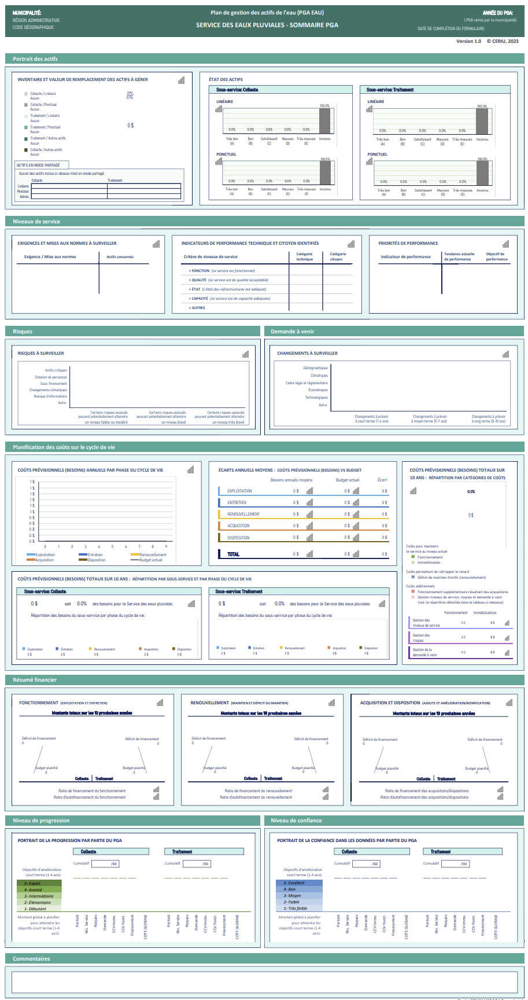 MUNICIPALITÉ:
RÉGION ADMINISTRATIVE:
CODE GÉOGRAPHIQUE:
Plan de gestion des actifs de l'eau (PGA EAU)
SERVICE DES EAUX PLUVIALES - SOMMAIRE PGA
ANNÉE DU PGA:
( PGA remis par la municipalité)
DATE DE COMPLÉTION DU FORMULAIRE:
Version 1.0 © CERIU, 2023
Portrait des actifs
INVENTAIRE ET VALEUR DE REMPLACEMENT DES ACTIFS À GÉRER
Collecte / Linéaire
Aucun
Collecte / Ponctuel
Aucun
Traitement / Linéaire
Aucun
Traitement / Ponctuel
Aucun
Traitement / Autres actifs
Aucun
Collecte / Autres actifs
Aucun
0%
0%
0 $
ACTIFS EN MODE PARTAGÉ
Aucun des actifs inclus ci-dessus n'est en mode partagé
Collecte Traitement
Linéaire
Ponctuel
Autres
ÉTAT DES ACTIFS
Sous-service: Collecte
LINÉAIRE
100.0%
0.0% 0.0% 0.0% 0.0% 0.0%
Très bon Bon Satisfaisant Mauvais Très mauvais Inconnu
(A) (B) (C) (D) (E)
PONCTUEL
100.0%
0.0% 0.0% 0.0% 0.0% 0.0%
Très bon Bon Satisfaisant Mauvais Très mauvais Inconnu
(A) (B) (C) (D) (E)
Sous-service: Traitement
LINÉAIRE
100.0%
0.0% 0.0% 0.0% 0.0% 0.0%
Très bon Bon Satisfaisant Mauvais Très mauvais Inconnu
(A) (B) (C) (D) (E)
PONCTUEL
100.0%
0.0% 0.0% 0.0% 0.0% 0.0%
Très bon Bon Satisfaisant Mauvais Très mauvais Inconnu
(A) (B) (C) (D) (E)
Niveaux de service
EXIGENCES ET MISES AUX NORMES À SURVEILLER
Exigence / Mise aux normes Actifs concernés
INDICATEURS DE PERFORMANCE TECHNIQUE ET CITOYEN IDENTIFIÉS
Critère de niveaux de service
Catégorie technique
Catégorie citoyen
> FONCTION (Le service est fonctionnel)
> QUALITÉ (Le service est de qualité acceptable)
> ÉTAT (L'état des infrastructures est adéquat)
> CAPACITÉ (Le service est de capacité adéquate)
> AUTRES
PRIORITÉS DE PERFORMANCE
Indicateur de performance
Tendance actuelle de performance
Objectif de performance
Risques
RISQUES À SURVEILLER
Actifs critiques
Dotation de personnel
Sous-financement
Changements climatiques
Manque d'informations
Autre
Certains risques associés
pouvant potentiellement atteindre
un niveau faible ou modéré
Certains risques associés
pouvant potentiellement atteindre
un niveau élevé
Certains risques associés
pouvant potentiellement atteindre
un niveau très élevé
Demande à venir
CHANGEMENTS À SURVEILLER
Démographiques
Climatiques
Cadre légal et règlementaire
Économiques
Technologiques
Autre
Changements à prévoir
à court terme (1-4 ans)
Changements à prévoir
à moyen terme (5-7 ans)
Changements à prévoir
à long terme (8-10 ans)
Planification des coûts sur le cycle de vie
COÛTS PRÉVISIONNELS (BESOINS) ANNUELS PAR PHASE DU CYCLE DE VIE
1 $
1 $
1 $
1 $
1 $
1 $
0 $
0 $
0 $
0 $
0 $
0 1 2 3 4 5 6 7 8 9
Exploitation Entretien Renouvellement
Acquisition Disposition Budget actuel
ÉCARTS ANNUELS MOYENS : COÛTS PRÉVISIONNELS (BESOINS) VS BUDGET
Besoins annuels moyens Budget actuel Écart
EXPLOITATION 0 $ 0 $ 0 $
ENTRETIEN 0 $ 0 $ 0 $
RENOUVELLEMENT 0 $ 0 $ 0 $
ACQUISITION 0 $ 0 $ 0 $
DISPOSITION 0 $ 0 $ 0 $
TOTAL 0 $ 0 $ 0 $
COÛTS PRÉVISIONNELS (BESOINS) TOTAUX SUR
10 ANS : RÉPARTITION PAR CATÉGORIES DE COÛTS
0.0%
0 $
Coûts pour maintenir
le service au niveau actuel
Fonctionnement
Immobilisation
Coûts permettant de rattrapper le retard
Déficit de maintien d'actifs (renouvellement)
Coûts additionnels
Fonctionnement supplémentaire résultant des acquisitions
Gestion niveaux de service, risques et demande à venir
(voir la répartition détaillée dans le tableau ci-dessous)
Fonctionnement Immobilisations
Gestion des
niveaux de service 0 $ 0 $
Gestion des
risques 0 $ 0 $
Gestion de la
demande à venir 0 $ 0 $
COÛTS PRÉVISIONNELS (BESOINS) TOTAUX SUR 10 ANS : RÉPARTITION PAR SOUS-SERVICE ET PAR PHASE DU CYCLE DE VIE
Sous-service: Collecte
0 $ soit 0.0% des besoins pour le Service des eaux pluviales
Répartition des besoins du sous-service par phase du cycle de vie:
Exploitation Entretien Renouvellement Acquisition Disposition
0 $ 0 $ 0 $ 0 $ 0 $
Sous-service: Traitement
0 $ soit 0.0% des besoins pour le Service des eaux pluviales
Répartition des besoins du sous-service par phase du cycle de vie:
Exploitation Entretien Renouvellement Acquisition Disposition
0 $ 0 $ 0 $ 0 $ 0 $
Résumé financier
FONCTIONNEMENT (EXPLOITATION ET ENTRETIEN)
Montants totaux sur les 10 prochaines années
Déficit de financement Déficit de financement
0 0
Budget planifié Budget planifié
0 0
Collecte Traitement
Ratio de financement du fonctionnement
Ratio d'autofinancement du fonctionnement
RENOUVELLEMENT (MAINTIEN ET DÉFICIT DU MAINTIEN)
Montants totaux sur les 10 prochaines années
Déficit de financement Déficit de financement
0 0
Budget planifié Budget planifié
0 0
Collecte Traitement
Ratio de financement du renouvellement
Ratio d'autofinancement du renouvellement
ACQUISITION ET DISPOSITION (AJOUTS ET AMÉLIORATION/BONIFICATION)
Montants totaux sur les 10 prochaines années
Déficit de financement Déficit de financement
0 0
Budget planifié Budget planifié
0 0
Collecte Traitement
Ratio de financement des acquisitions/dispositions
Ratio d'autofinancement des acquisitions/dispositions
Niveau de progression
PORTRAIT DE LA PROGRESSION PAR PARTIE DU PGA
Collecte Traitement
Cumulatif /100 Cumulatif /100
Objectifs d'amélioration
court terme (1-4 ans):
5- Expert
4- Avancé
3- Intermédiaire
2- Élémentaire
1- Débutant
Montant global à planifier
pour atteindre les
objectifs court terme (1-4
ans):
Portrait Niv. Service Risques Demande CCV Immo. CCV Fonct. Financement COTE GLOBALE
Portrait Niv. Service Risques Demande CCV Immo. CCV Fonct. Financement COTE GLOBALE
Niveau de confiance
PORTRAIT DE LA CONFIANCE DANS LES DONNÉES PAR PARTIE DU PGA
Collecte Traitement
Cumulatif /100 Cumulatif /100
Objectifs d'amélioration
court terme (1-4 ans):
5- Excellent
4- Bon
3- Moyen
2- Faible
1- Très faible
Montant global à planifier
pour atteindre les
objectifs court terme (1-4
ans):
Portrait Niv. Service Risques Demande CCV Immo. CCV Fonct. Financement COTE GLOBALE
Portrait Niv. Service Risques Demande CCV Immo. CCV Fonct. Financement COTE GLOBALE
Commentaires